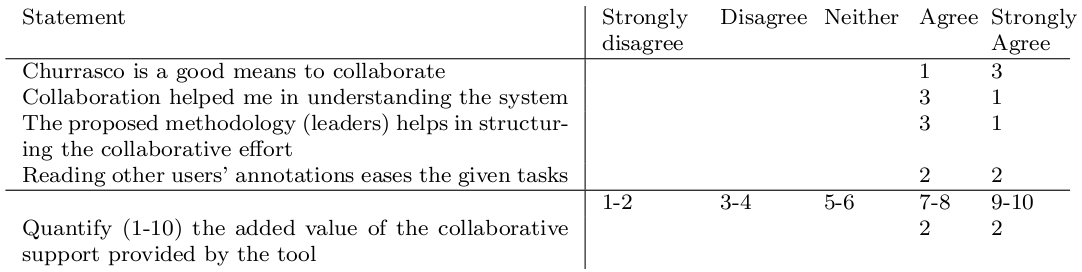 Statement Strongly Disagree Neither Agree Strongly
disagree Agree
Churrasco is a good means to collaborate 1 3
Collaboration helped me in understanding the system 3 1
The proposed methodology (leaders) helps in structur- 3 1
ing the collaborative effort
Reading other users' annotations eases the given tasks 2 2
1-2 3-4 5-6 7-8 9-10
Quantify (1-10) the added value of the collaborative 2 2
support provided by the tool